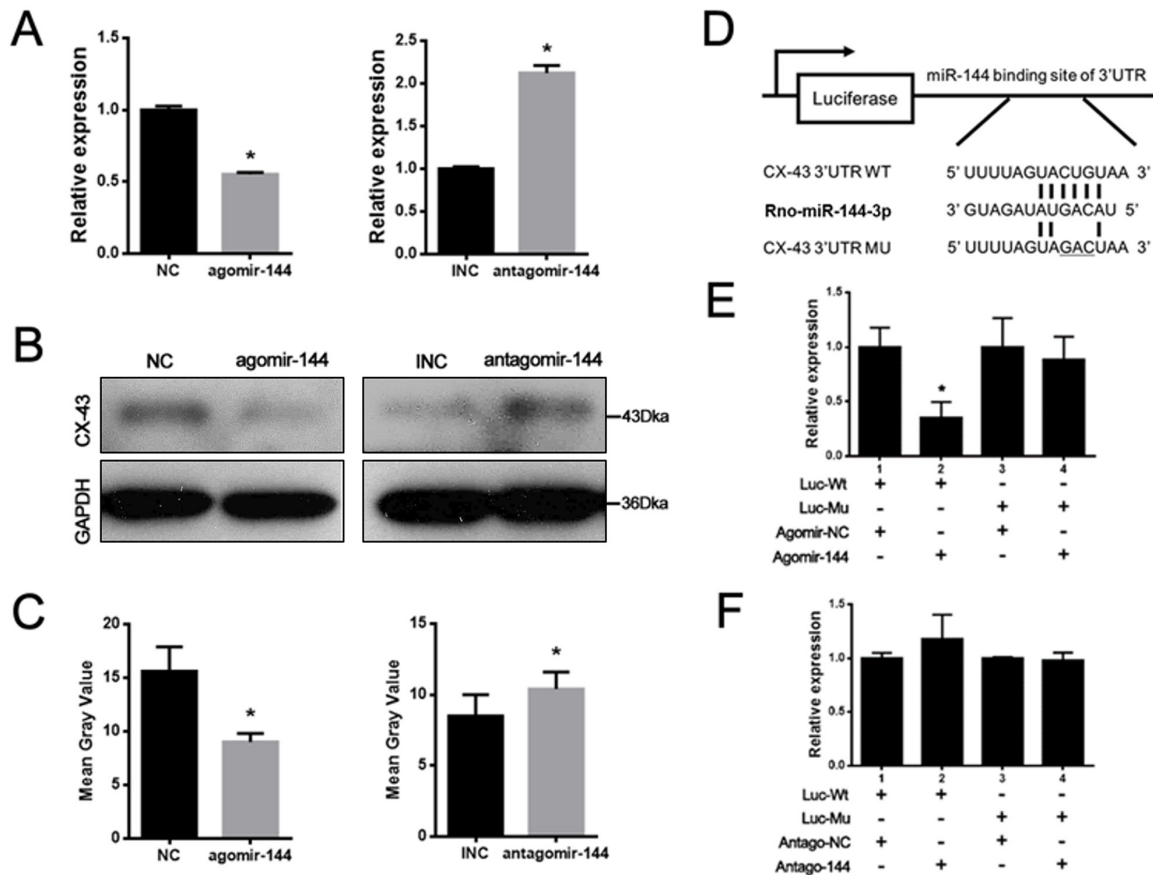 A
Relative expression
1.5
1.0
0.5
0.0
NC
agomir-144
Relative expression
2.5
2.0
1.5
1.0
0.5
0.0
*
*
INC
antagomir-144
B
NC
agomir-144
INC
antagomir-144
CX-43
43Dka
GAPDH
36Dka
C
Mean Gray Value
20
15
10
5
0
*
NC
agomir-144
Mean Gray Value
15
10
5
0
*
INC
antagomir-144
D
miR-144 binding site of 3'UTR
Luciferase
CX-43 3'UTR WT 5' UUUUAGUACUGUAA 3'
Rno-miR-144-3p 3' GUAGAUAUGACAU 5'
CX-43 3'UTR MU 5' UUUUAGUAGACUAA 3'
E
Relative expression
1.5
1.0
0.5
0.0
*
1 2 3 4
Luc-Wt + + - -
Luc-Mu - - + +
Agomir-NC + - + -
Agomir-144 - + - +
F
Relative expression
1.5
1.0
0.5
0.0
1 2 3 4
Luc-Wt + + - -
Luc-Mu - - + +
Antago-NC + - + -
Antago-144 - + - +